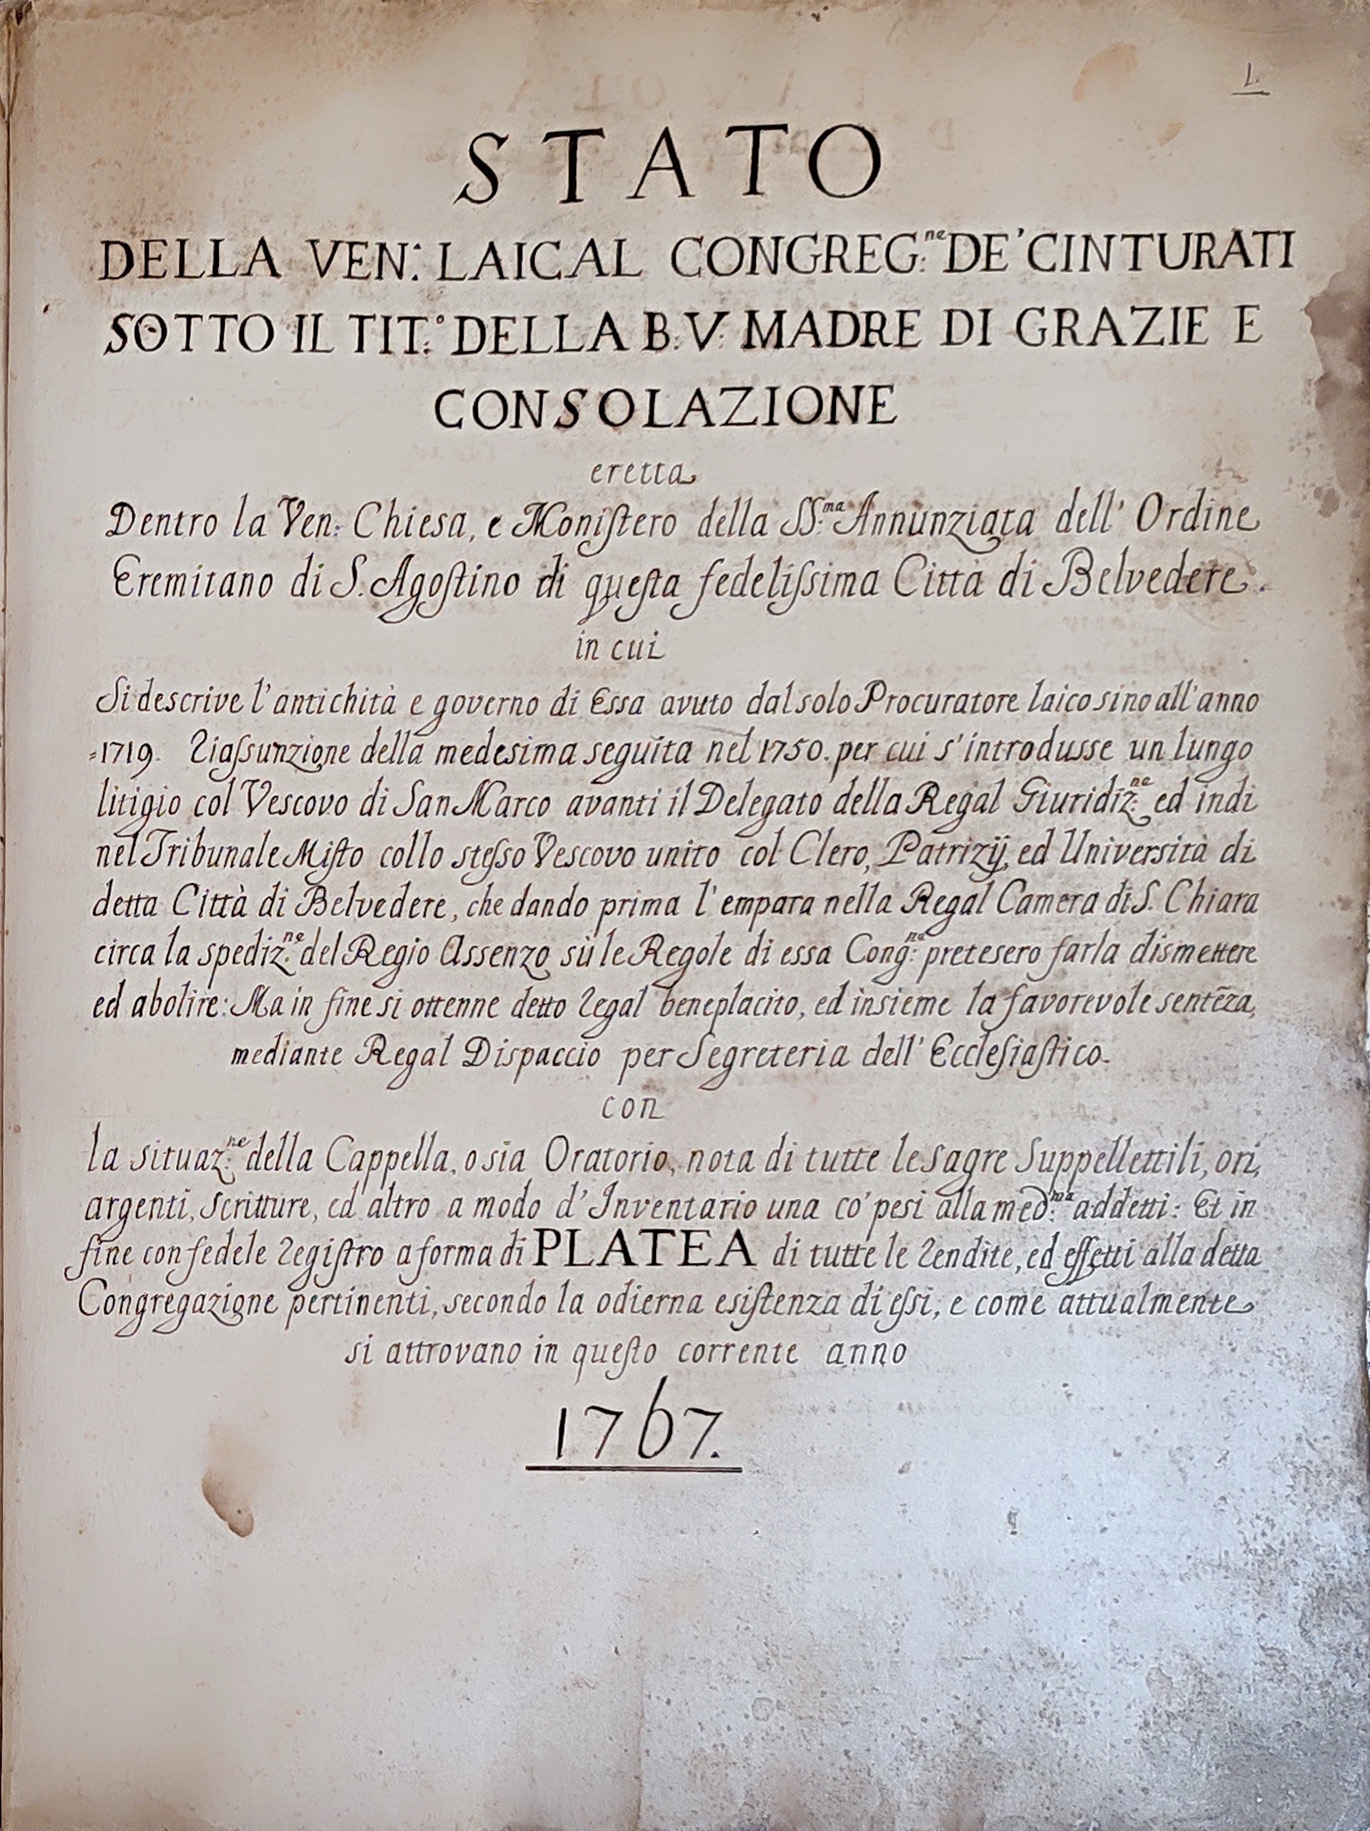 1.
STATO
DELLA VEN: LAICAL CONGREG:ne DE' CINTURATI
SOTTO IL TIT:o DELLA B: V: MADRE DI GRAZIE E
CONSOLAZIONE
eretta
Dentro la Ven: Chiesa, e Moniſtero della SS:ma Annunziata dell' Ordine
Eremitano di S. Agoſtino di queſta fedeliſsima Città di Belvedere.
in cui
Si descrive l'antichità e governo di Essa avuto dal solo Procuratore laico sino all'anno
1719. Riaſsunzione della medesima seguita nel 1750. per cui s'introdusse un lungo
litigio col Vescovo di San Marco avanti il Delegato della Regal Giuridiz:ne ed indi
nel Tribunale Miſto collo steſso Vescovo unito col Clero, Patrizij, ed Università di
detta Città di Belvedere, che dando prima l'empara nella Regal Camera di S. Chiara
circa la spediz:ne del Regio Assenzo sù le Regole di essa Cong:ne pretesero farla dismettere
ed abolire: Ma in fine si ottenne detto Regal beneplacito, ed insieme la favorevole sentēza,
mediante Regal Dispaccio per Segreteria dell' Eccleſiaſtico.
con
la situaz:ne della Cappella, o sia Oratorio, nota di tutte le sagre Suppellettili, ori,
argenti, scritture, ed altro a modo d'Inventario una co' pesi alla med:ma addetti: Et in
fine con fedele Regiſtro a forma di PLATEA di tutte le Rendite, ed effetti alla detta
Congregazione pertinenti, secondo la odierna esiſtenza di eſsi, e come attualmente
si attrovano in queſto corrente anno
1767.